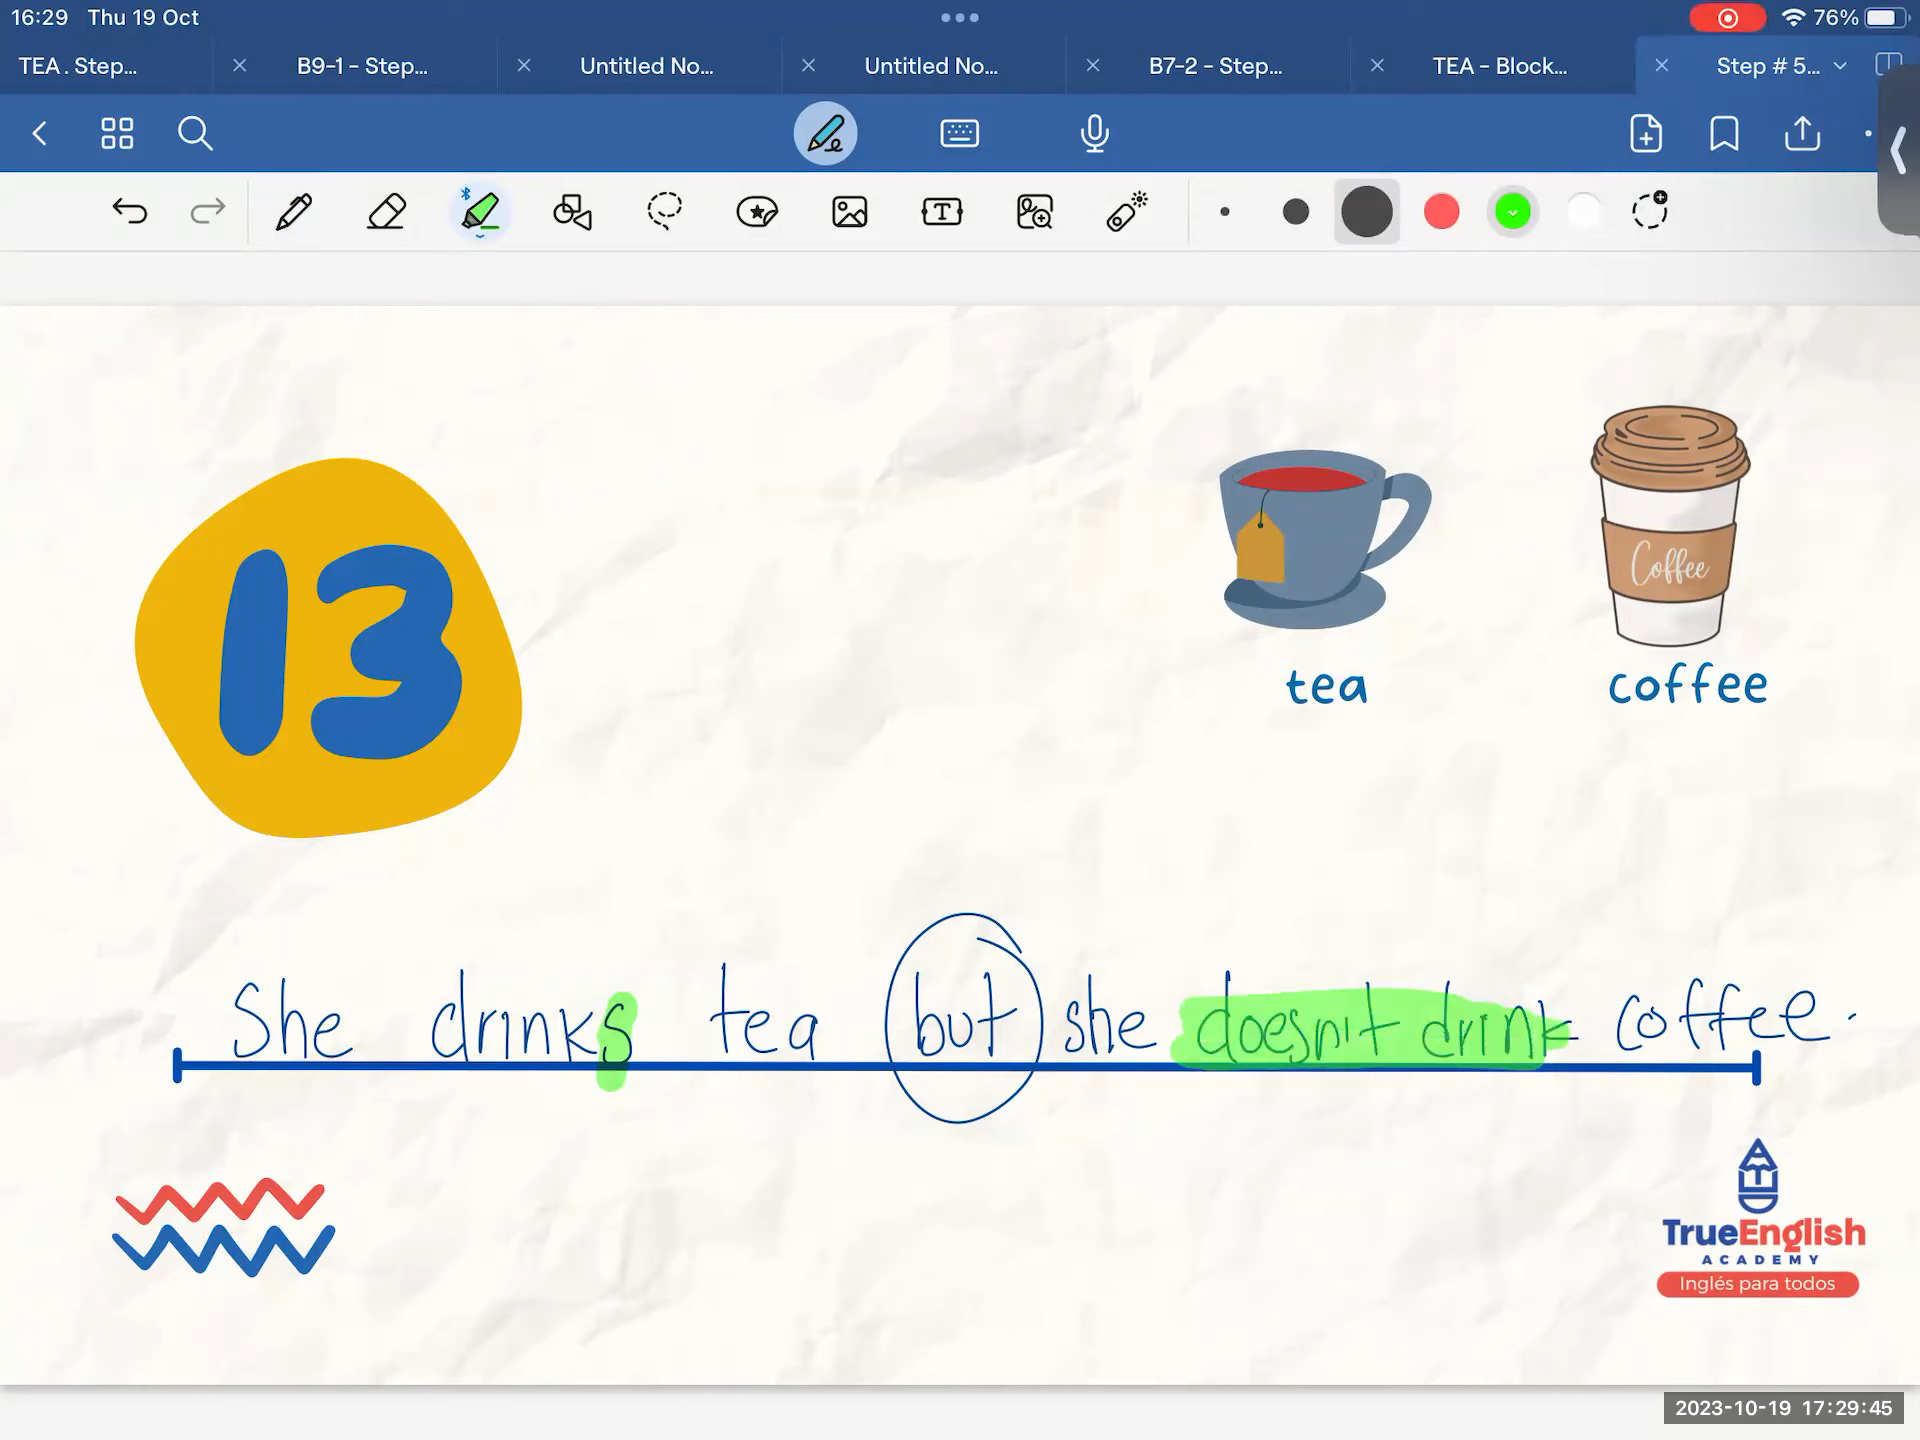 16:29 Thu 19 Oct
76%
TEA . Step...
B9-1 - Step...
Untitled No...
Untitled No...
B7-2 - Step...
TEA - Block...
Step # 5...
13
Coffee
tea
coffee
She drinks tea but she doesn't drink coffee.
TrueEnglish
ACADEMY
Inglés para todos
2023-10-19 17:29:45